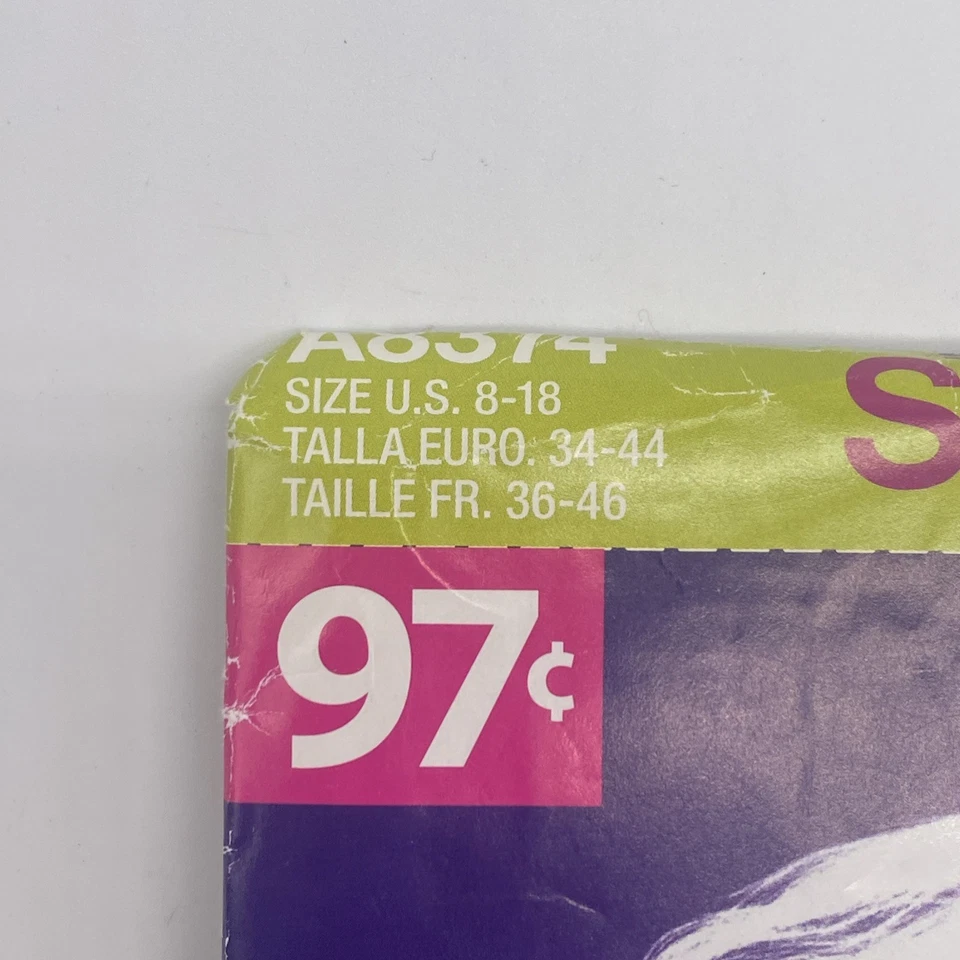 A8374
SIZE U.S. 8-18
TALLA EURO. 34-44
TAILLE FR. 36-46
S
97¢